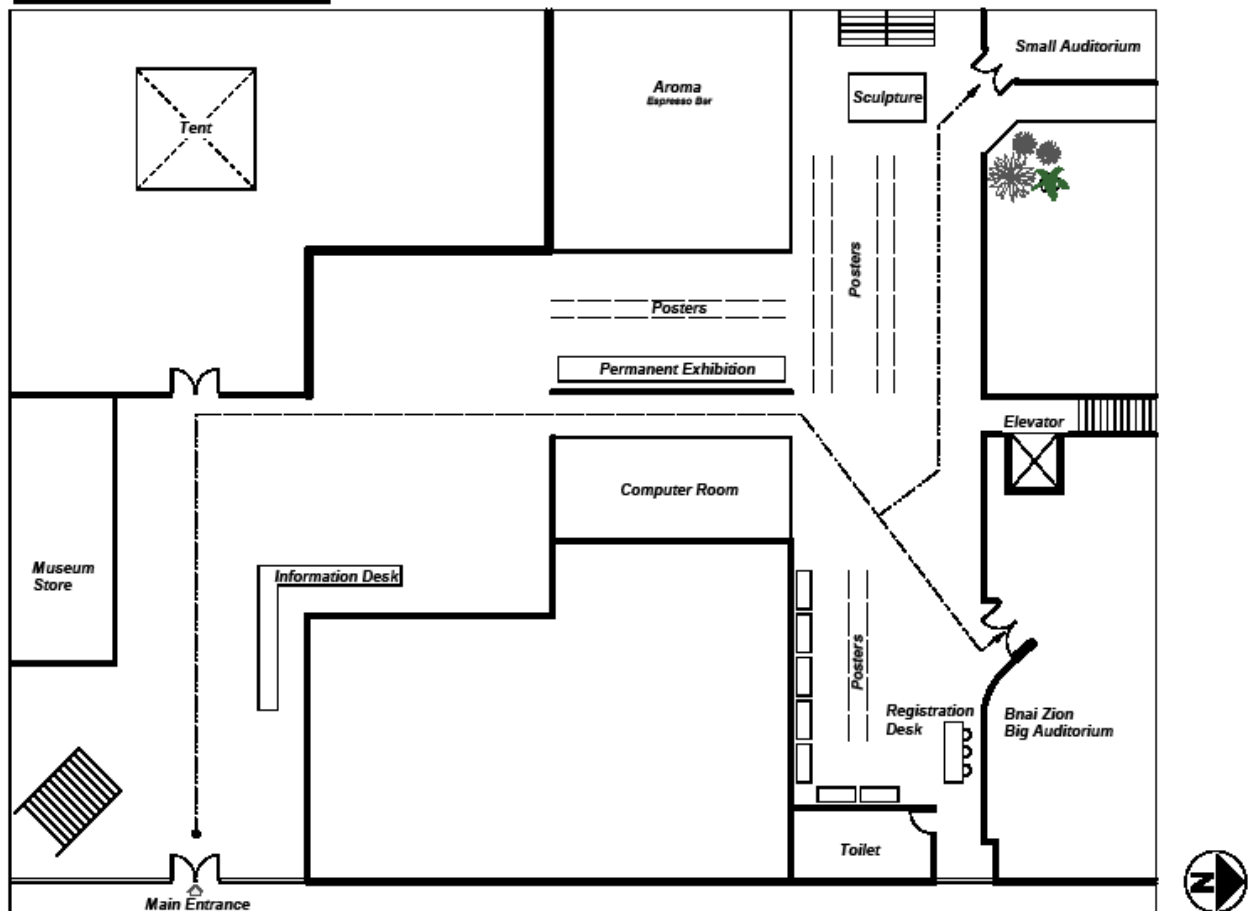 Small Auditorium
Aroma
Espresso Bar
Sculpture
Tent
Posters
Posters
Permanent Exhibition
Elevator
Computer Room
Museum
Store
Information Desk
Posters
Registration
Desk
Bnai Zion
Big Auditorium
Toilet
Main Entrance
N